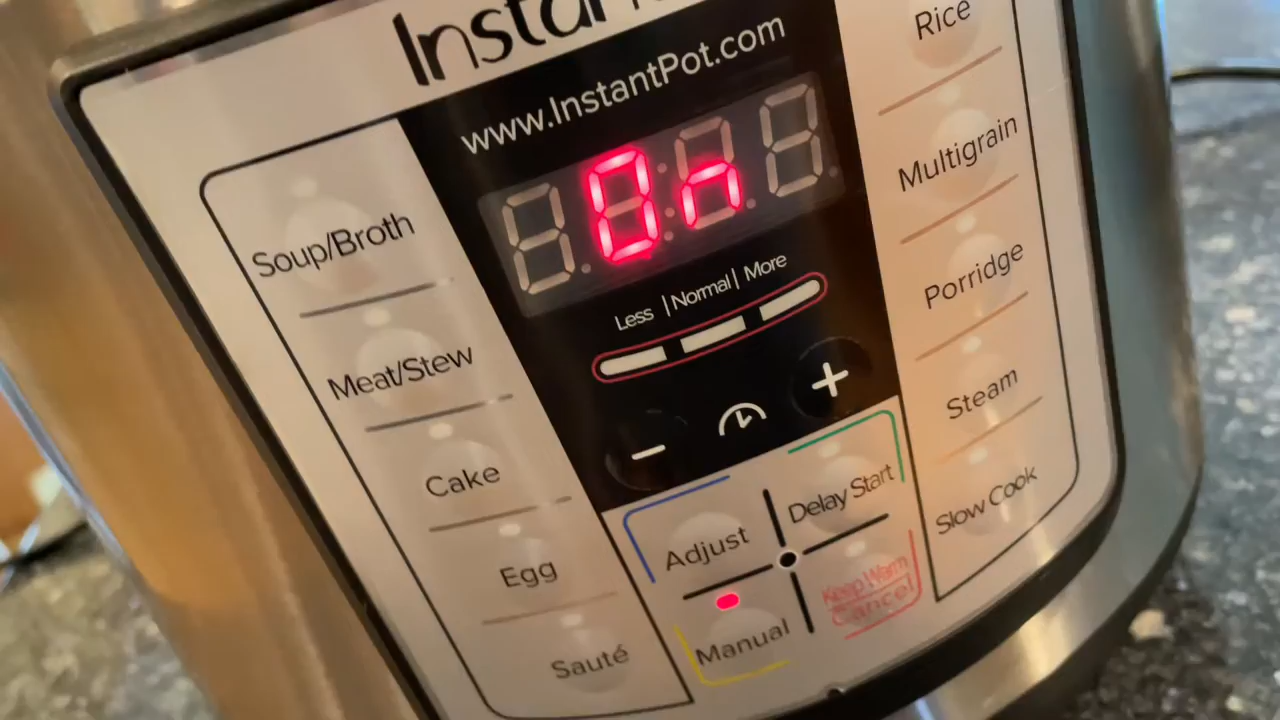 Instant
www.InstantPot.com
On
Less | Normal | More
Soup/Broth
Meat/Stew
Cake
Egg
Sauté
Rice
Multigrain
Porridge
Steam
Slow Cook
Adjust
Delay Start
Manual
Keep Warm
Cancel